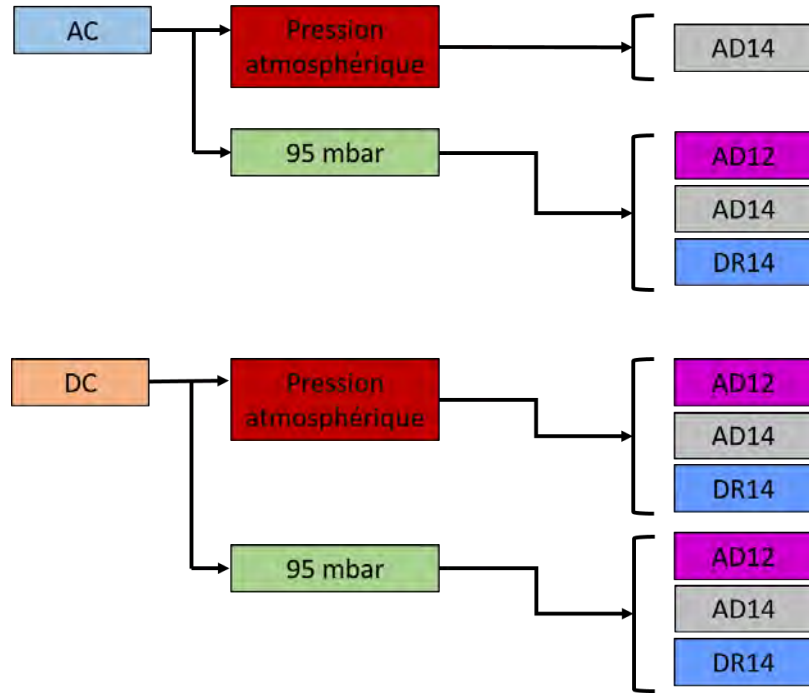 AC
Pression
atmosphérique
AD14
95 mbar
AD12
AD14
DR14
DC
Pression
atmosphérique
AD12
AD14
DR14
95 mbar
AD12
AD14
DR14